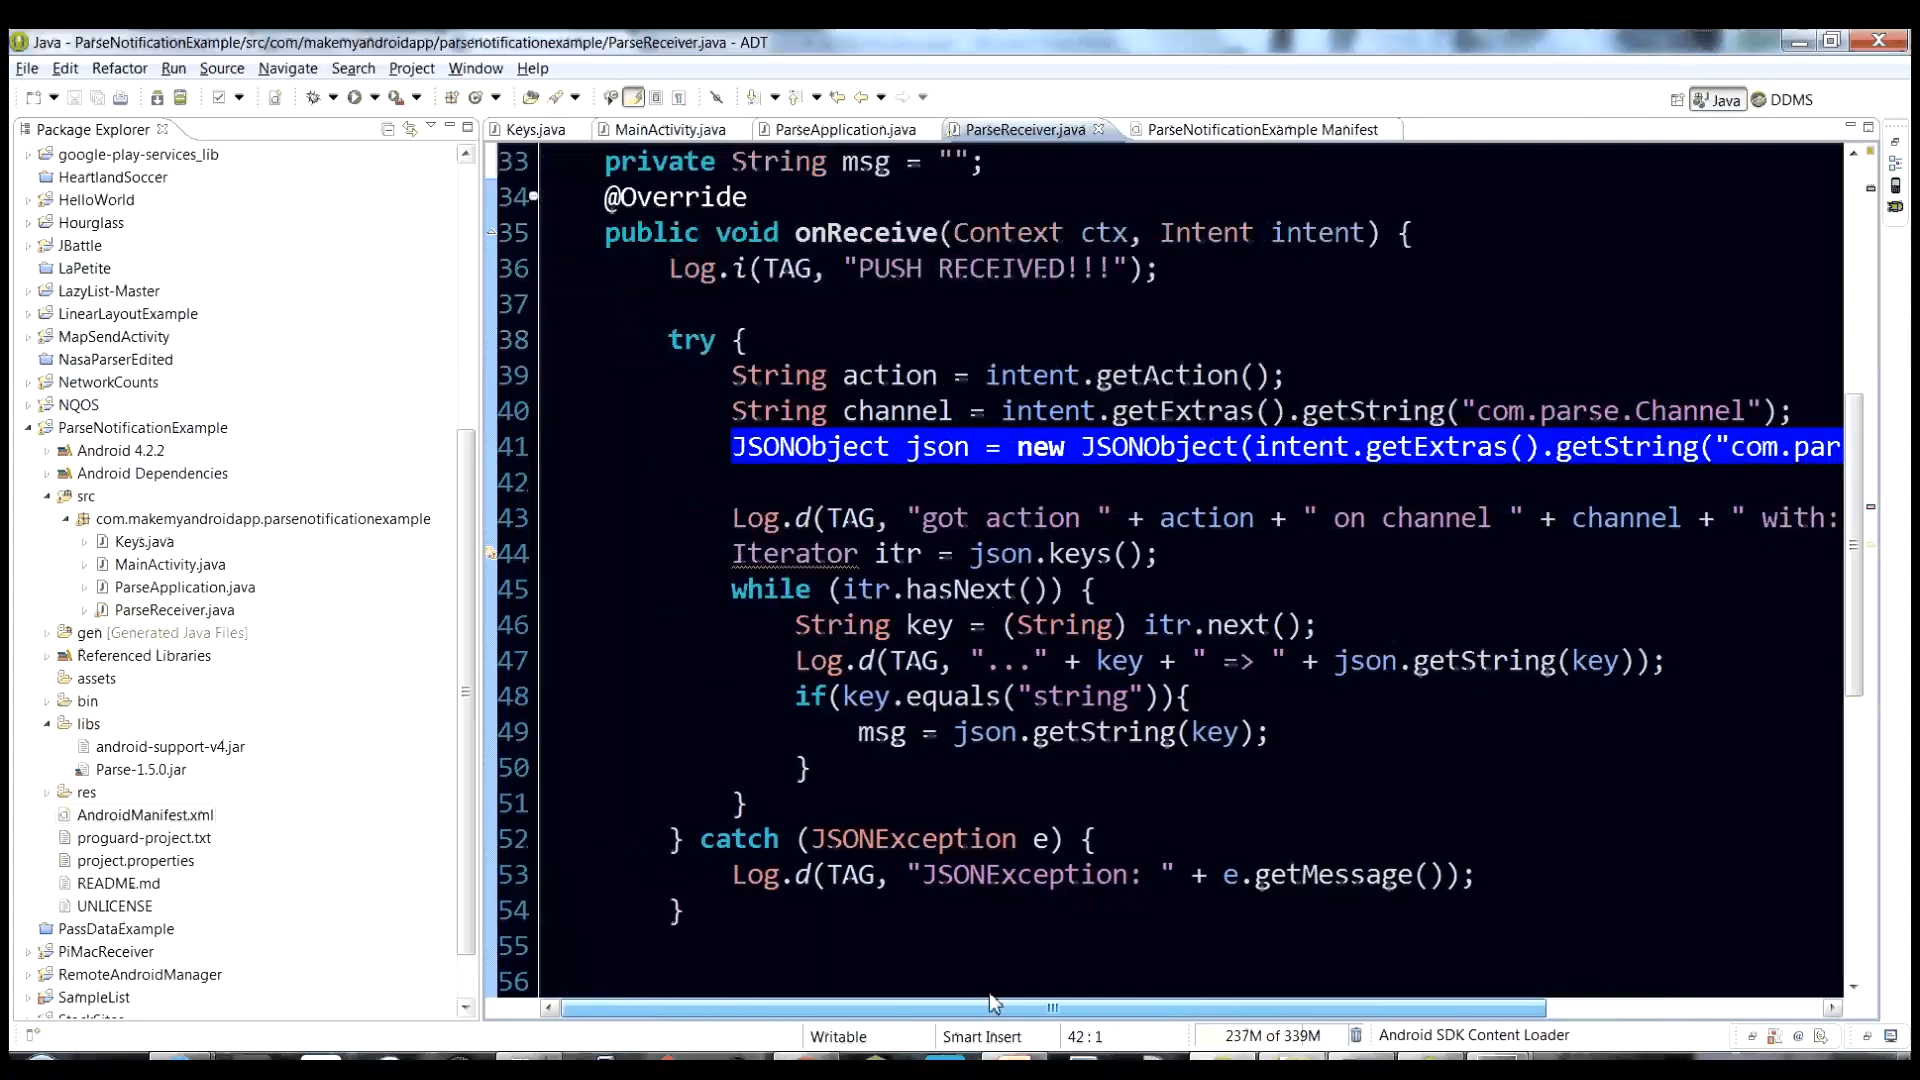 Java - ParseNotificationExample/src/com/makemyandroidapp/parsenotificationexample/ParseReceiver.java - ADT
File Edit Refactor Run Source Navigate Search Project Window Help
Java DDMS
Package Explorer
google-play-services_lib
HeartlandSoccer
HelloWorld
Hourglass
JBattle
LaPetite
LazyList-Master
LinearLayoutExample
MapSendActivity
NasaParserEdited
NetworkCounts
NQOS
ParseNotificationExample
Android 4.2.2
Android Dependencies
src
com.makemyandroidapp.parsenotificationexample
Keys.java
MainActivity.java
ParseApplication.java
ParseReceiver.java
gen [Generated Java Files]
Referenced Libraries
assets
bin
libs
android-support-v4.jar
Parse-1.5.0.jar
res
AndroidManifest.xml
proguard-project.txt
project.properties
README.md
UNLICENSE
PassDataExample
PiMacReceiver
RemoteAndroidManager
SampleList
Keys.java MainActivity.java ParseApplication.java ParseReceiver.java ParseNotificationExample Manifest
33 private String msg = "";
34 @Override
35 public void onReceive(Context ctx, Intent intent) {
36 Log.i(TAG, "PUSH RECEIVED!!!");
37
38 try {
39 String action = intent.getAction();
40 String channel = intent.getExtras().getString("com.parse.Channel");
41 JSONObject json = new JSONObject(intent.getExtras().getString("com.par
42
43 Log.d(TAG, "got action " + action + " on channel " + channel + " with:
44 Iterator itr = json.keys();
45 while (itr.hasNext()) {
46 String key = (String) itr.next();
47 Log.d(TAG, "..." + key + " => " + json.getString(key));
48 if(key.equals("string")){
49 msg = json.getString(key);
50 }
51 }
52 } catch (JSONException e) {
53 Log.d(TAG, "JSONException: " + e.getMessage());
54 }
55
56
Writable Smart Insert 42 : 1 237M of 339M Android SDK Content Loader